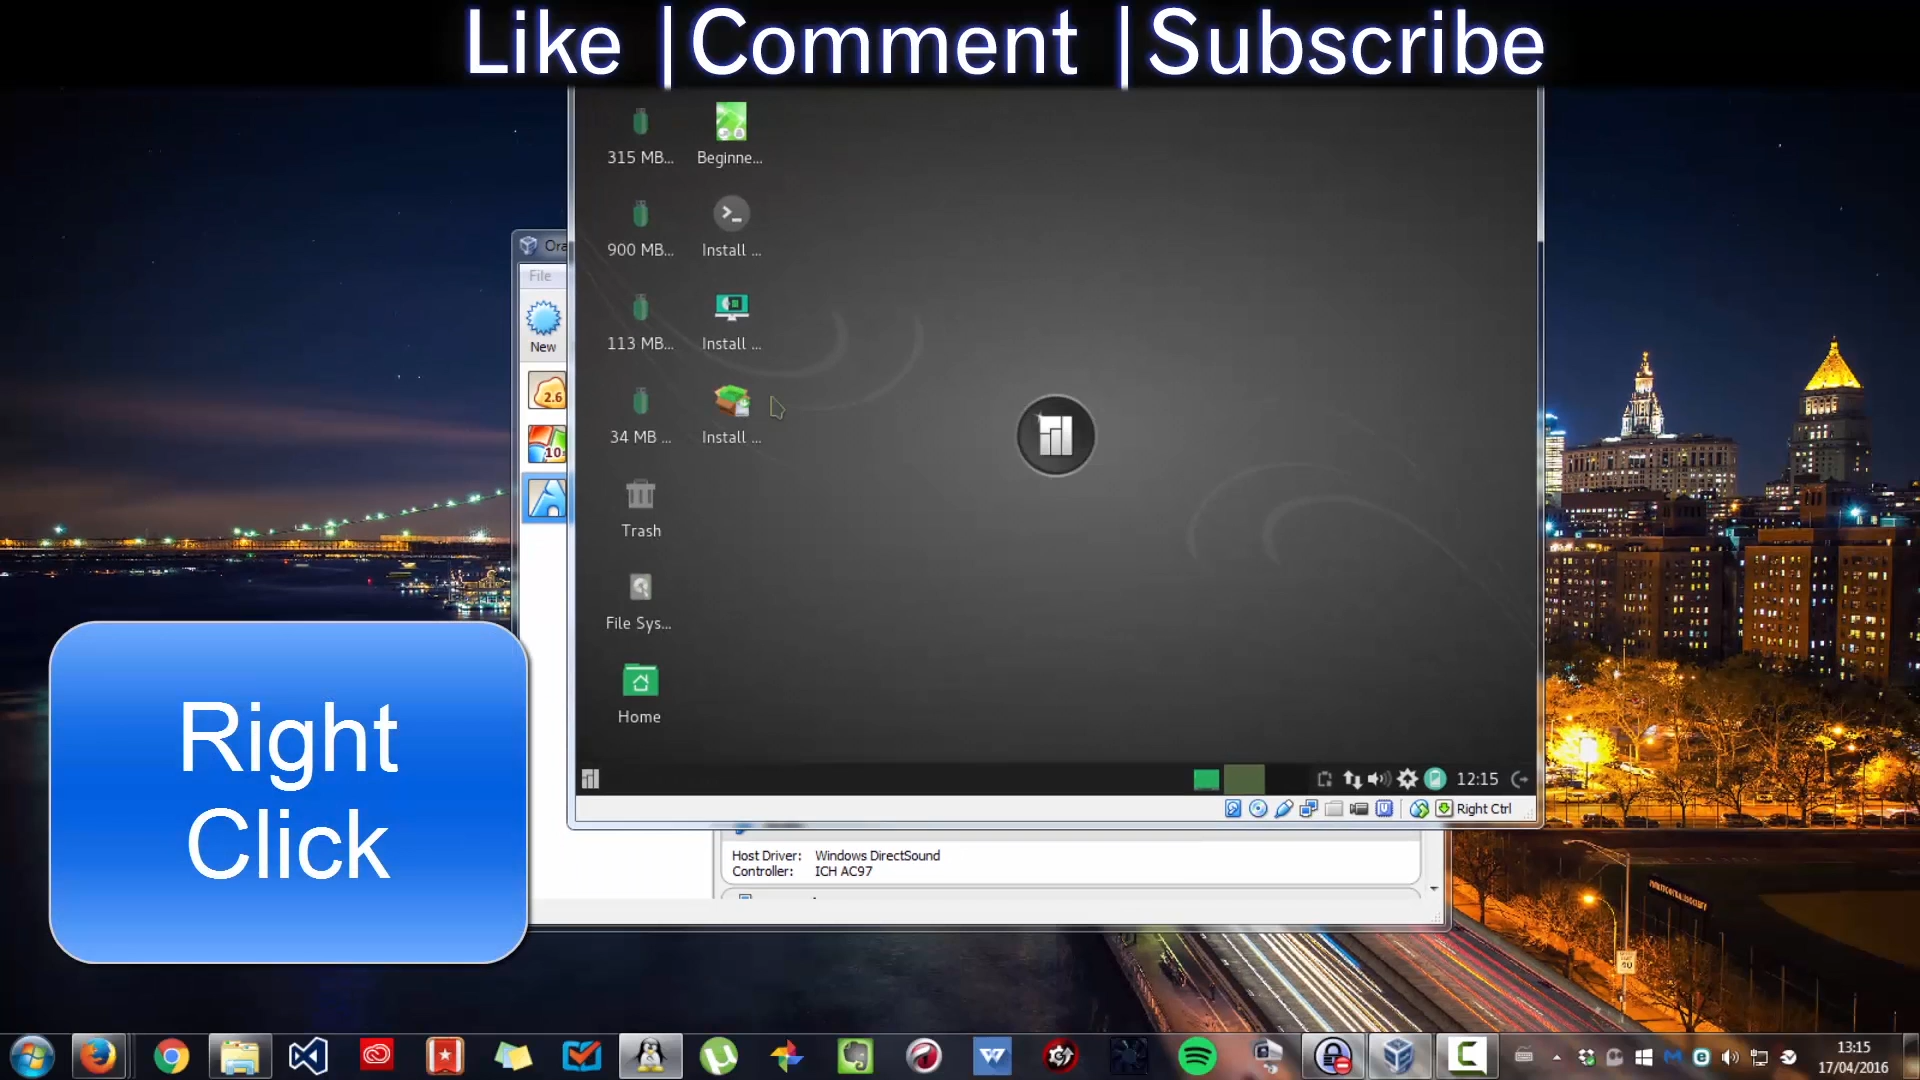 Like |Comment |Subscribe
315 MB...
Beginne...
900 MB...
Install ...
Ora
File
New
113 MB...
Install ...
2.6
34 MB ...
Install ...
10
Trash
File Sys...
Home
Right
Click
12:15
Right Ctrl
Host Driver: Windows DirectSound
Controller: ICH AC97
13:15
17/04/2016